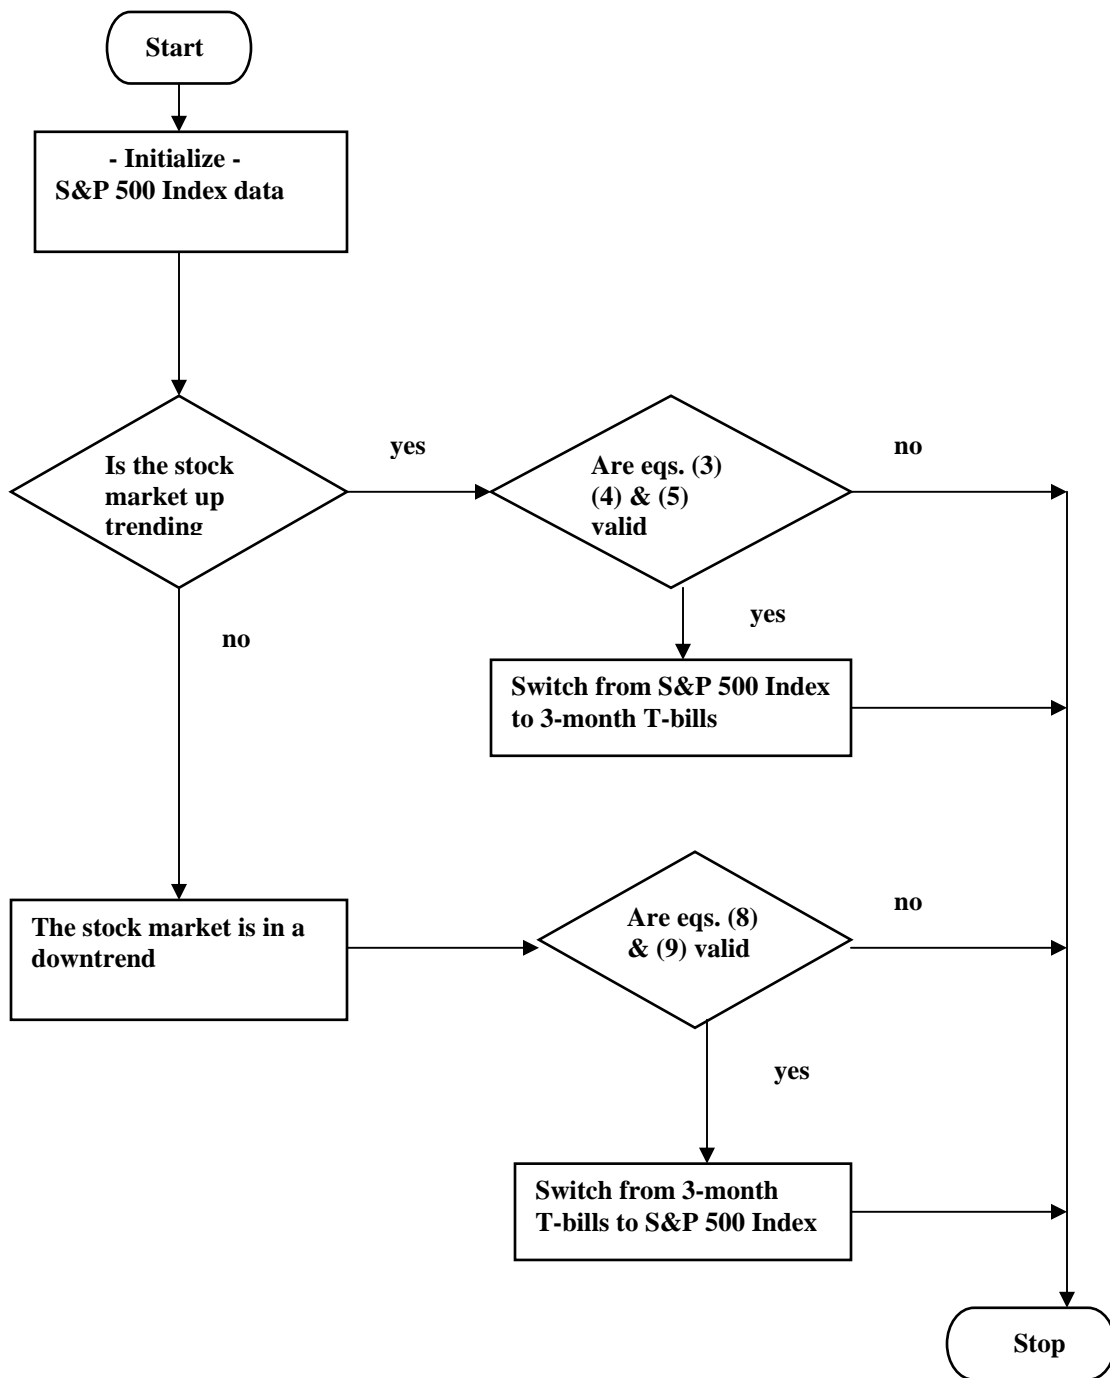 Start
- Initialize -
S&P 500 Index data
Is the stock
market up
trending
yes
Are eqs. (3)
(4) & (5)
valid
no
yes
no
Switch from S&P 500 Index
to 3-month T-bills
The stock market is in a
downtrend
Are eqs. (8)
& (9) valid
no
yes
Switch from 3-month
T-bills to S&P 500 Index
Stop